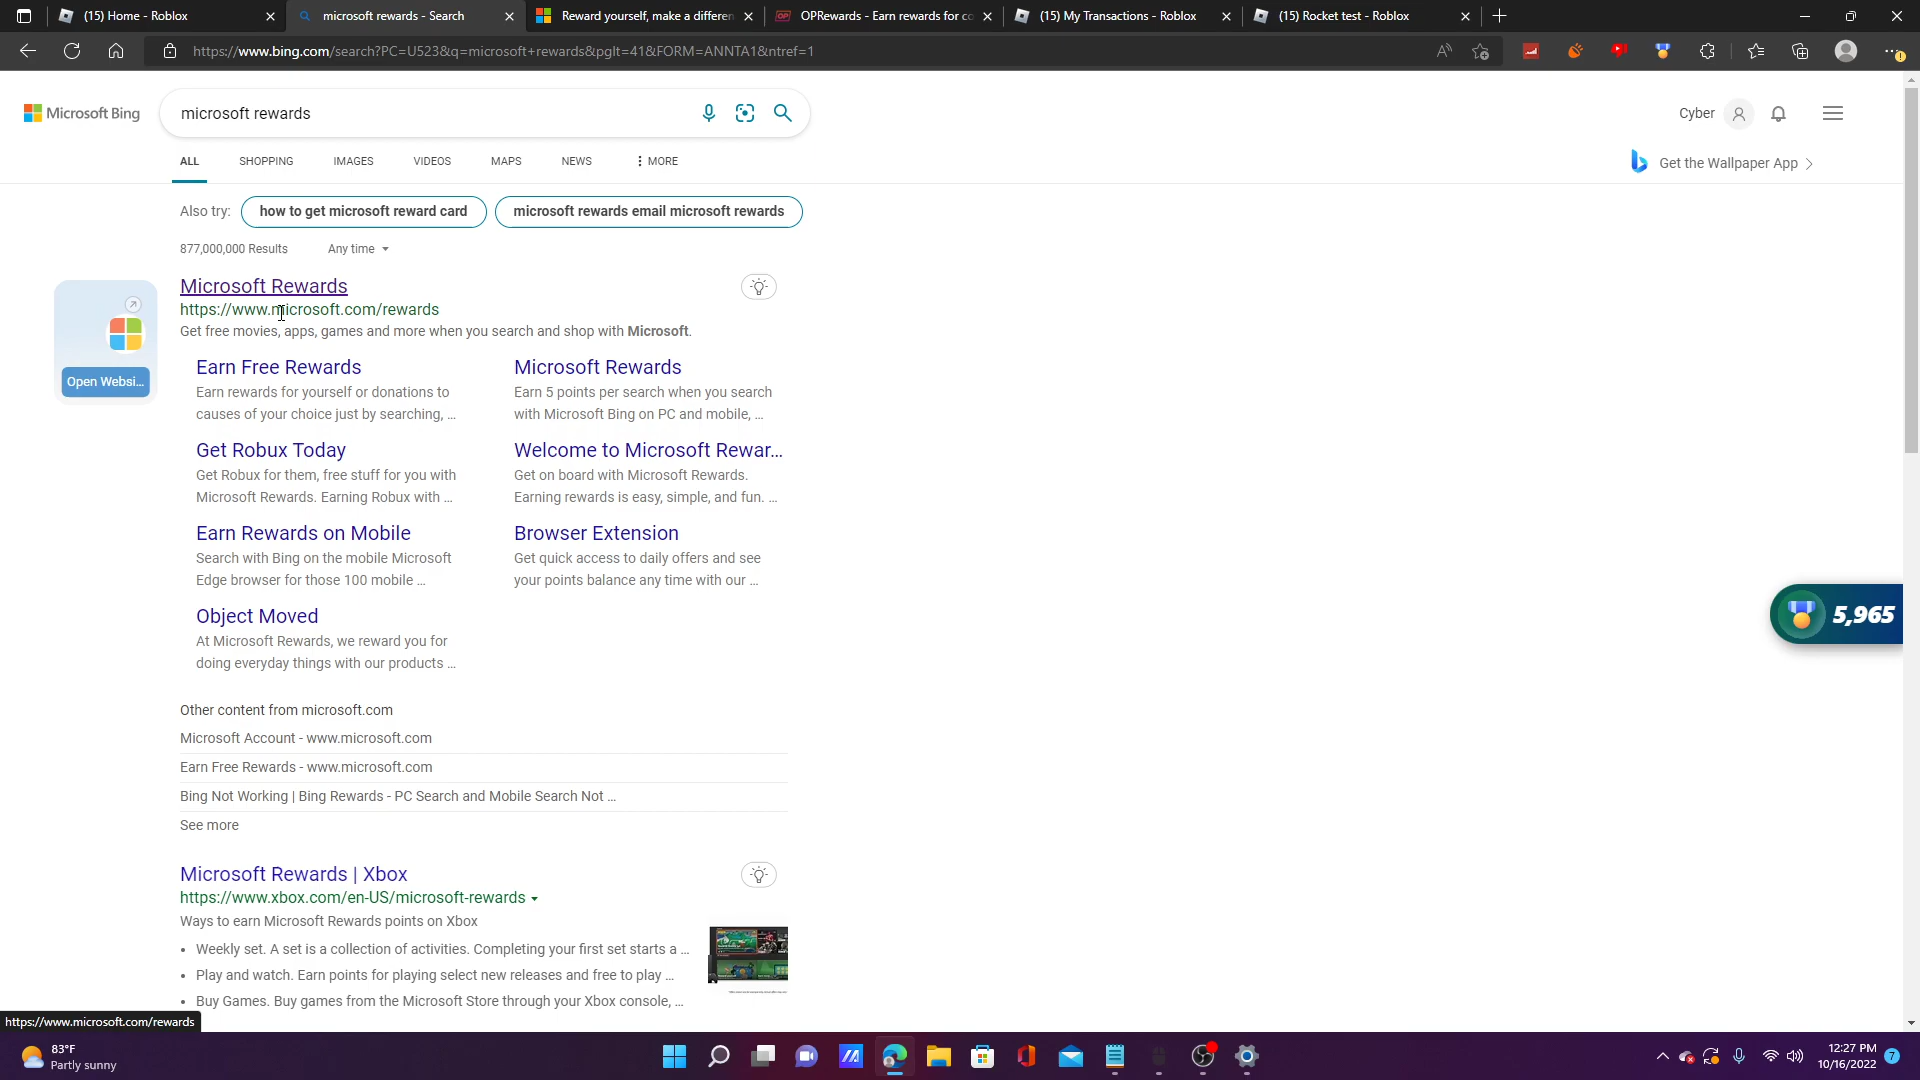 (15) Home - Roblox
microsoft rewards - Search
Reward yourself, make a differen
OPRewards - Earn rewards for co
(15) My Transactions - Roblox
(15) Rocket test - Roblox
https://www.bing.com/search?PC=U523&q=microsoft+rewards&pglt=41&FORM=ANNTA1&ntref=1
Microsoft Bing
microsoft rewards
Cyber
ALL
SHOPPING
IMAGES
VIDEOS
MAPS
NEWS
MORE
Get the Wallpaper App
Also try:
how to get microsoft reward card
microsoft rewards email microsoft rewards
877,000,000 Results
Any time
Microsoft Rewards
https://www.microsoft.com/rewards
Get free movies, apps, games and more when you search and shop with Microsoft.
Open Websi...
Earn Free Rewards
Earn rewards for yourself or donations to
causes of your choice just by searching, ...
Microsoft Rewards
Earn 5 points per search when you search
with Microsoft Bing on PC and mobile, ...
Get Robux Today
Get Robux for them, free stuff for you with
Microsoft Rewards. Earning Robux with ...
Welcome to Microsoft Rewar...
Get on board with Microsoft Rewards.
Earning rewards is easy, simple, and fun. ...
Earn Rewards on Mobile
Search with Bing on the mobile Microsoft
Edge browser for those 100 mobile ...
Browser Extension
Get quick access to daily offers and see
your points balance any time with our ...
5,965
Object Moved
At Microsoft Rewards, we reward you for
doing everyday things with our products ...
Other content from microsoft.com
Microsoft Account - www.microsoft.com
Earn Free Rewards - www.microsoft.com
Bing Not Working | Bing Rewards - PC Search and Mobile Search Not ...
See more
Microsoft Rewards | Xbox
https://www.xbox.com/en-US/microsoft-rewards
Ways to earn Microsoft Rewards points on Xbox
• Weekly set. A set is a collection of activities. Completing your first set starts a ...
• Play and watch. Earn points for playing select new releases and free to play ...
• Buy Games. Buy games from the Microsoft Store through your Xbox console, ...
https://www.microsoft.com/rewards
83°F
Partly sunny
12:27 PM
10/16/2022
7